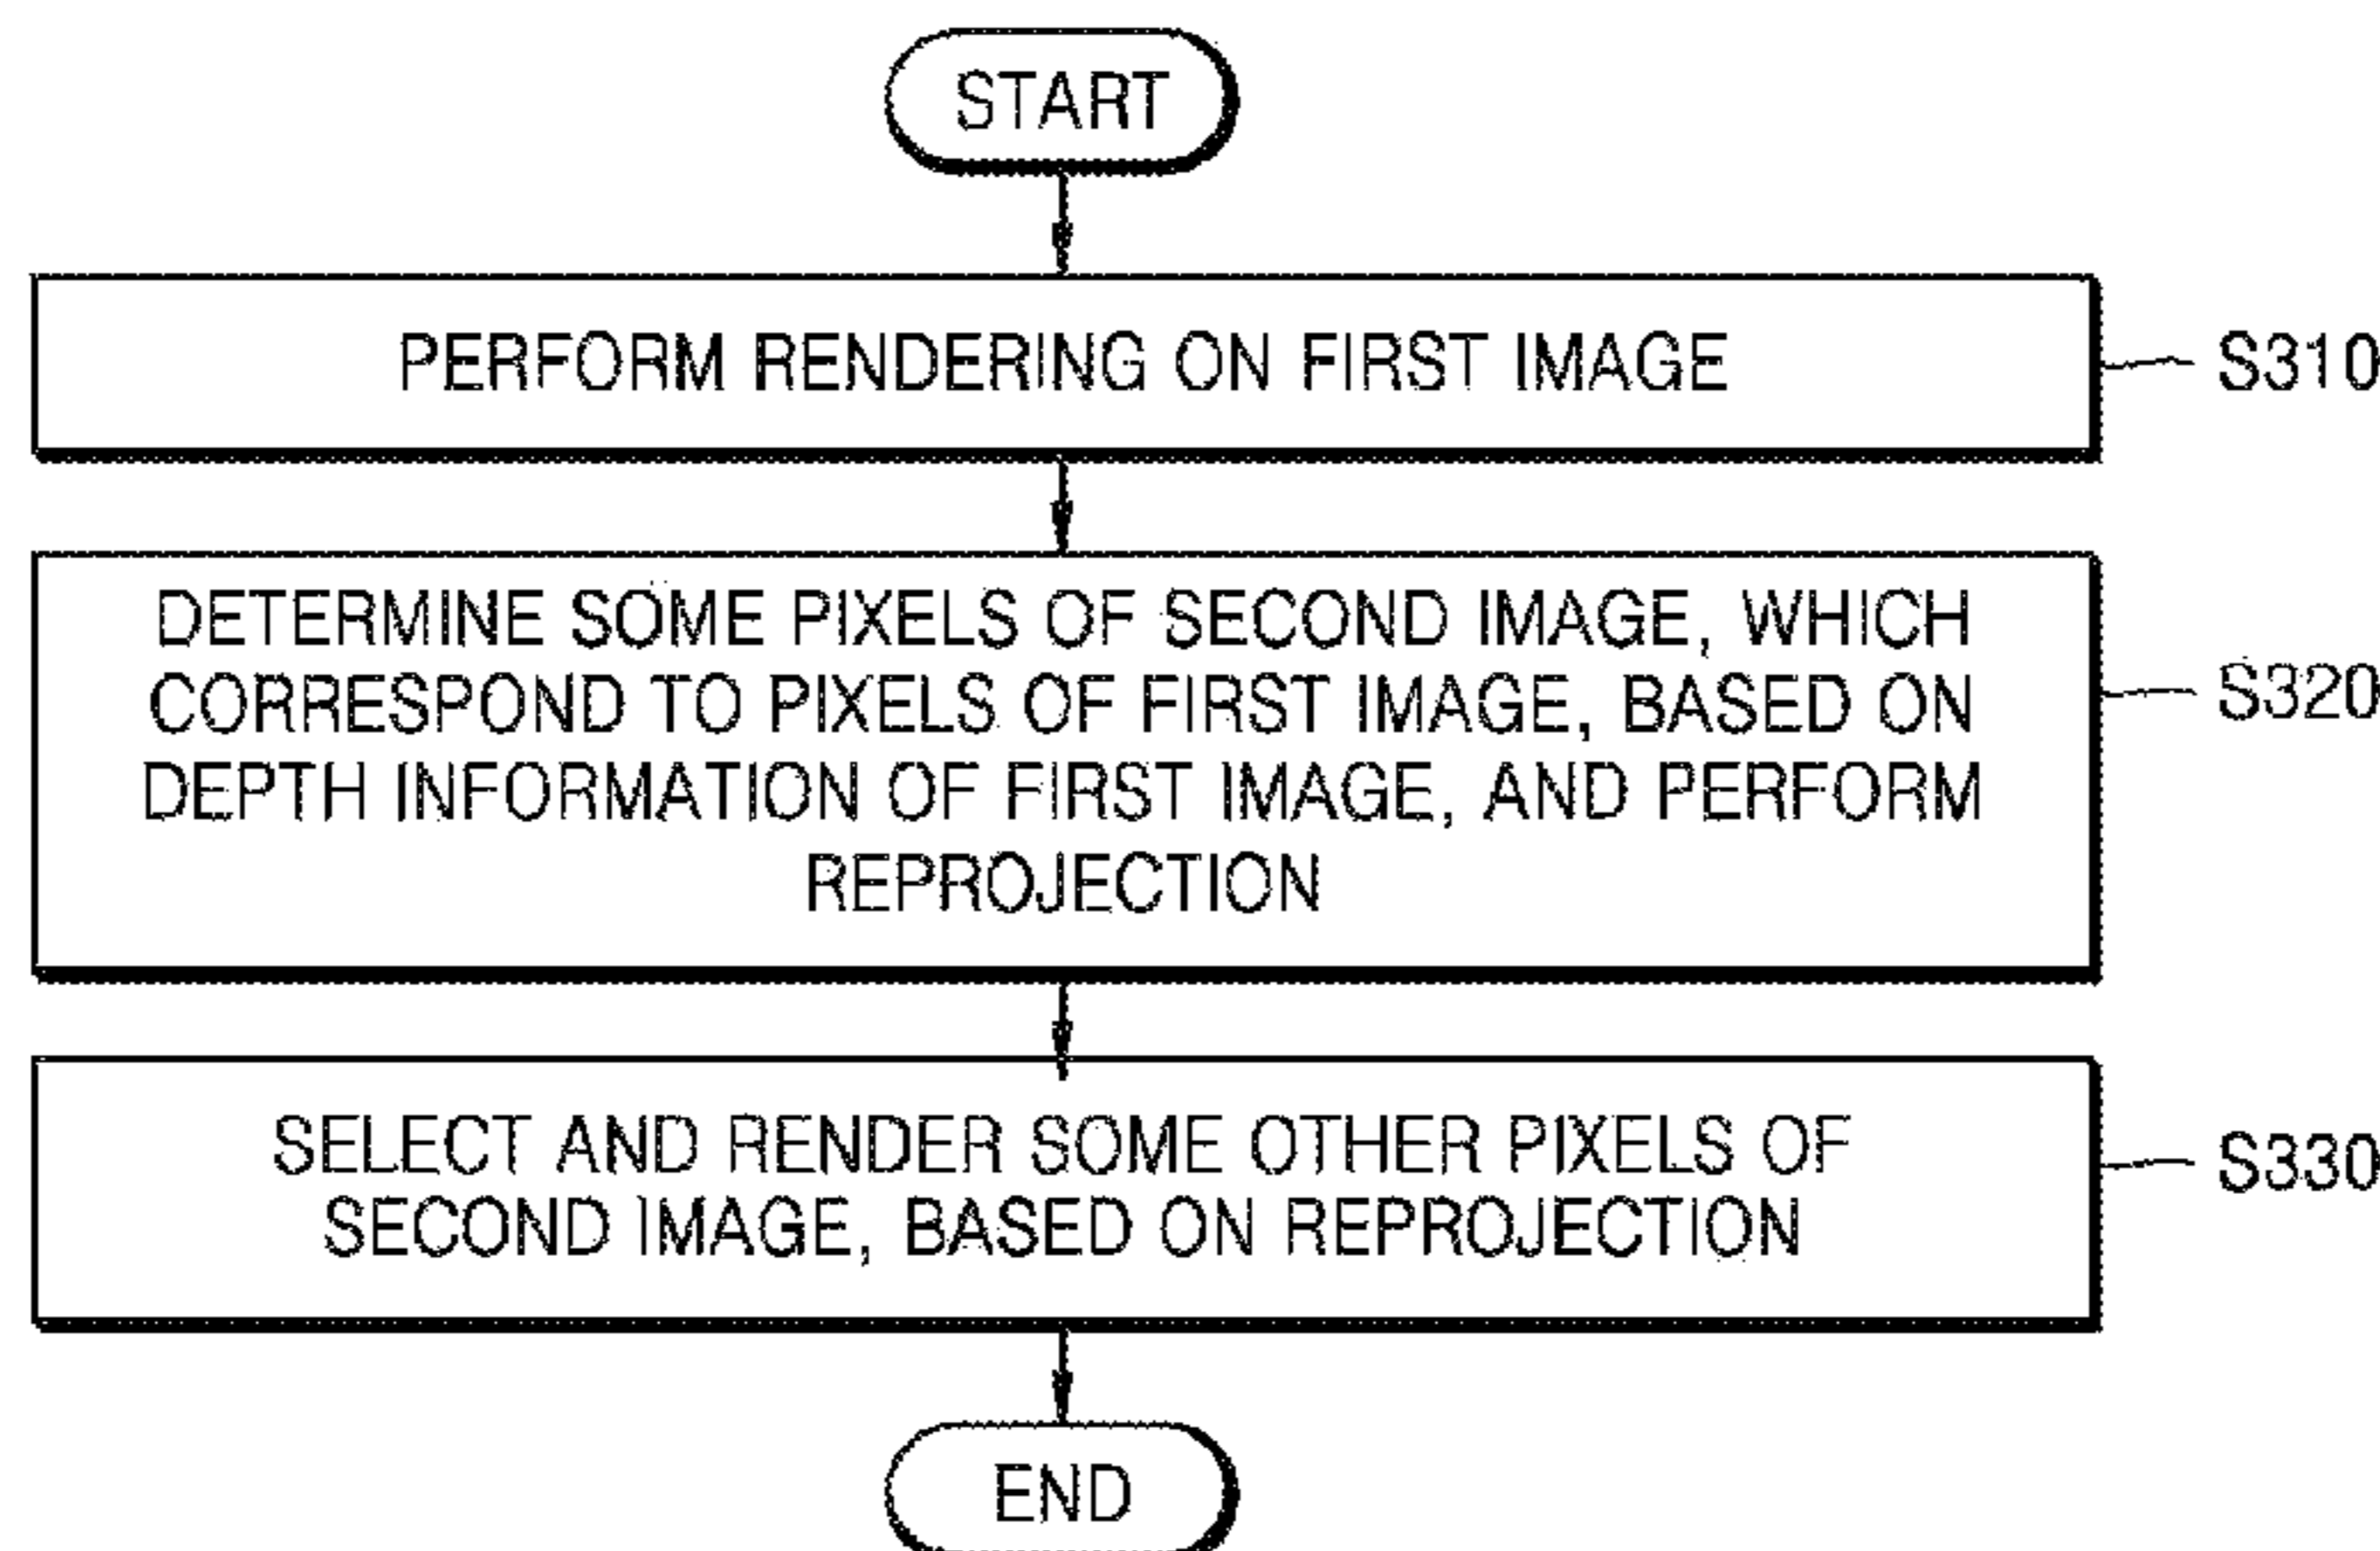 START
PERFORM RENDERING ON FIRST IMAGE
S310
DETERMINE SOME PIXELS OF SECOND IMAGE, WHICH
CORRESPOND TO PIXELS OF FIRST IMAGE, BASED ON
DEPTH INFORMATION OF FIRST IMAGE, AND PERFORM
REPROJECTION
S320
SELECT AND RENDER SOME OTHER PIXELS OF
SECOND IMAGE, BASED ON REPROJECTION
S330
END